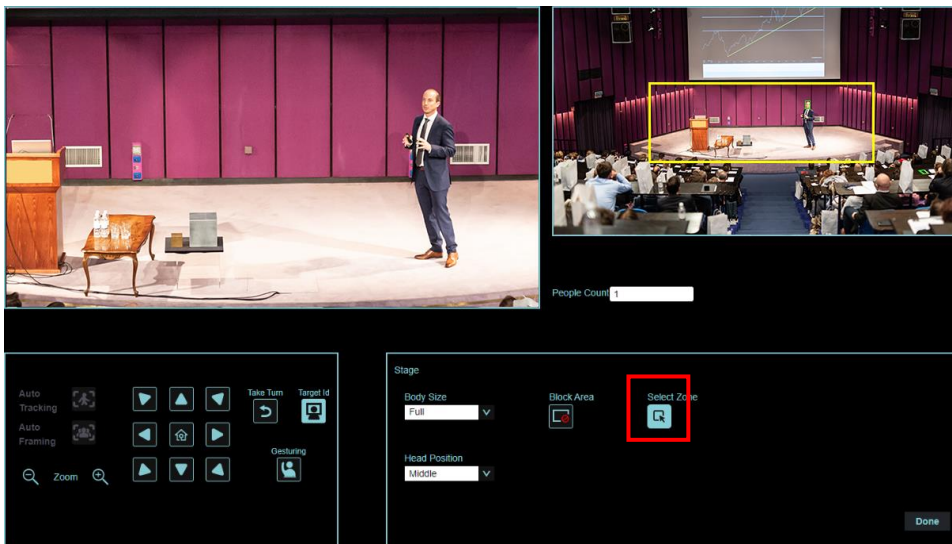 People Count 1
Auto Tracking
Auto Framing
Zoom
Take Turn
Target Id
Gesturing
Stage
Body Size
Full
Block Area
Select Zone
Head Position
Middle
Done